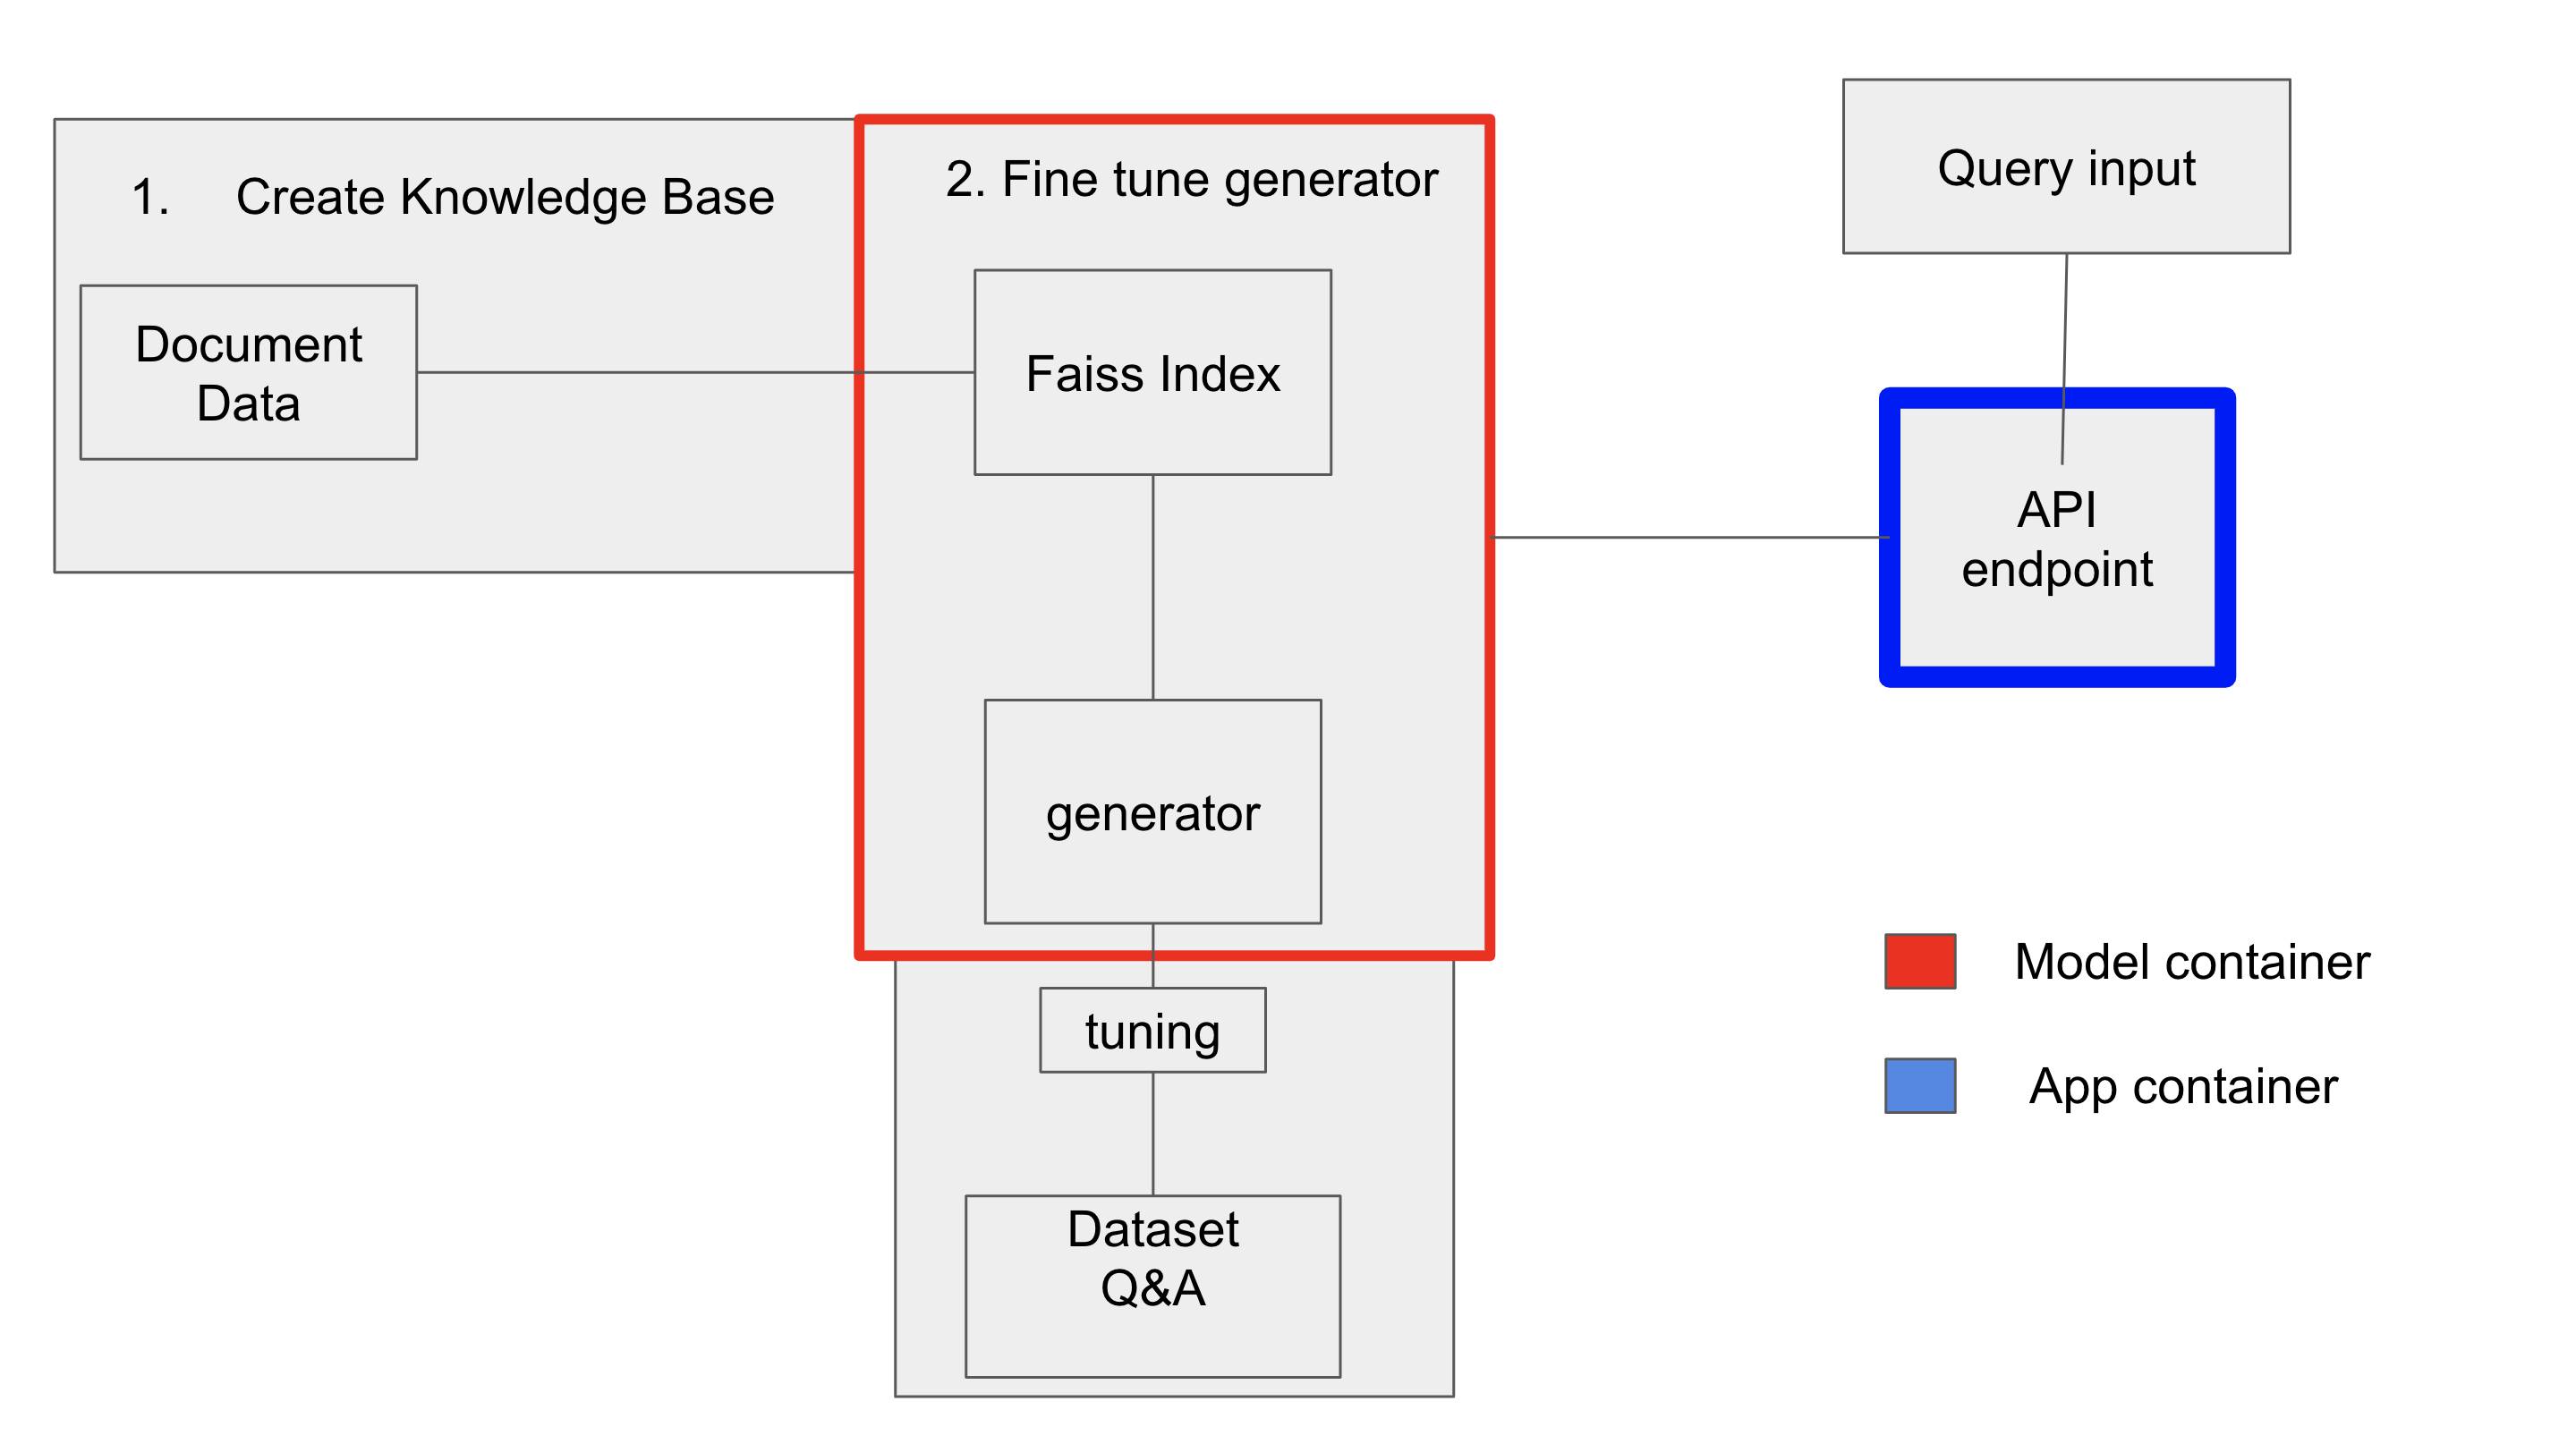 1. Create Knowledge Base
2. Fine tune generator
Query input
Document
Data
Faiss Index
API
endpoint
generator
Model container
tuning
App container
Dataset
Q&A